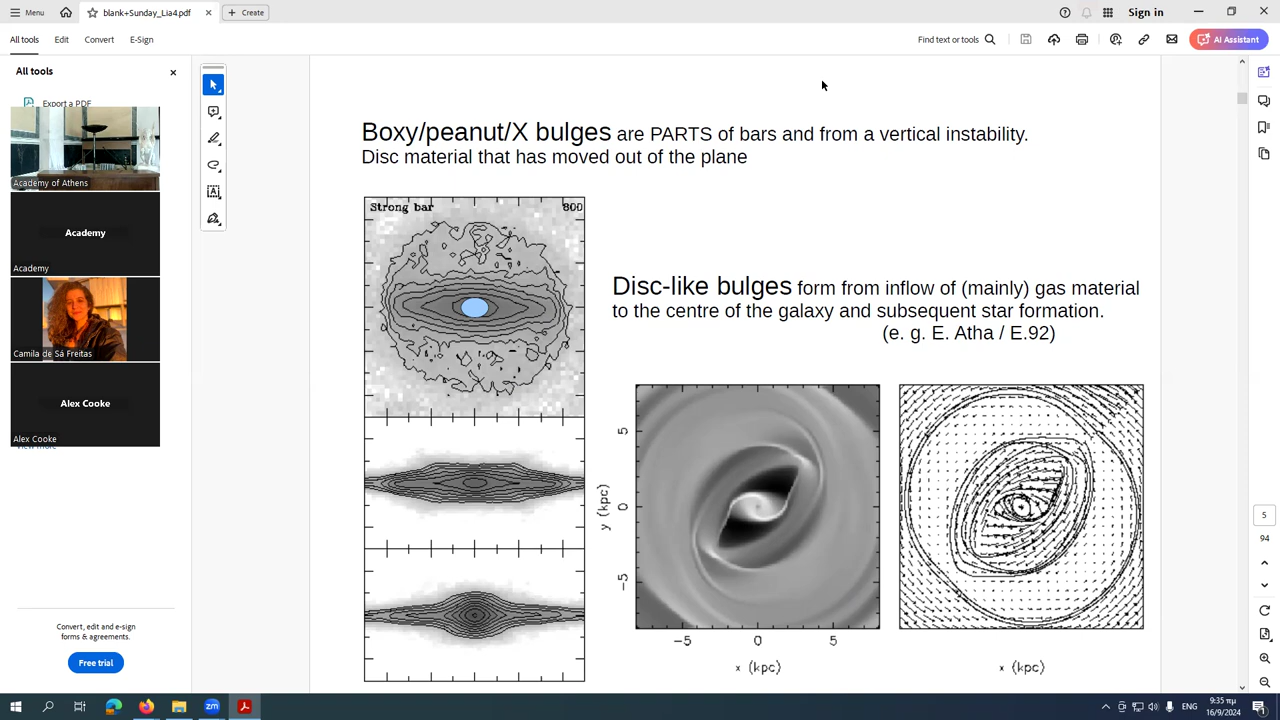 Menu
blank+Sunday_Lia4.pdf
Create
Sign in
All tools
Edit
Convert
E-Sign
Find text or tools
AI Assistant
All tools
Export a PDF
Academy of Athens
Academy
Academy
Camila de Sá Freitas
Alex Cooke
Alex Cooke
View more
Convert, edit and e-sign
forms & agreements.
Free trial
Boxy/peanut/X bulges are PARTS of bars and from a vertical instability.
Disc material that has moved out of the plane
Strong bar 800
Disc-like bulges form from inflow of (mainly) gas material
to the centre of the galaxy and subsequent star formation.
(e. g. E. Atha / E.92)
y (kpc)
5
0
−5
−5 0 5
x (kpc)
x (kpc)
5
94
ENG
9:35 πμ
16/9/2024
1